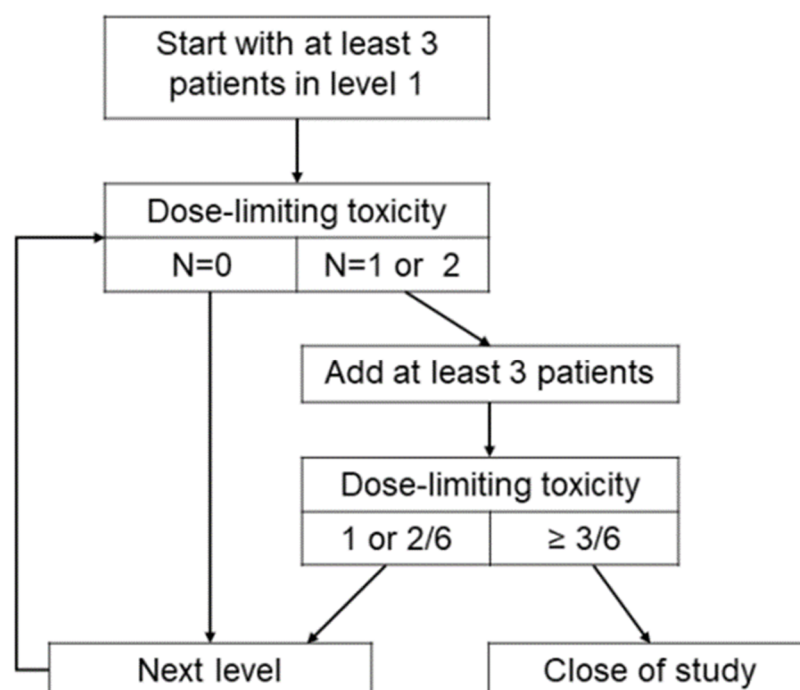 Start with at least 3
patients in level 1
Dose-limiting toxicity
N=0
N=1 or 2
Add at least 3 patients
Dose-limiting toxicity
1 or 2/6
≥ 3/6
Next level
Close of study